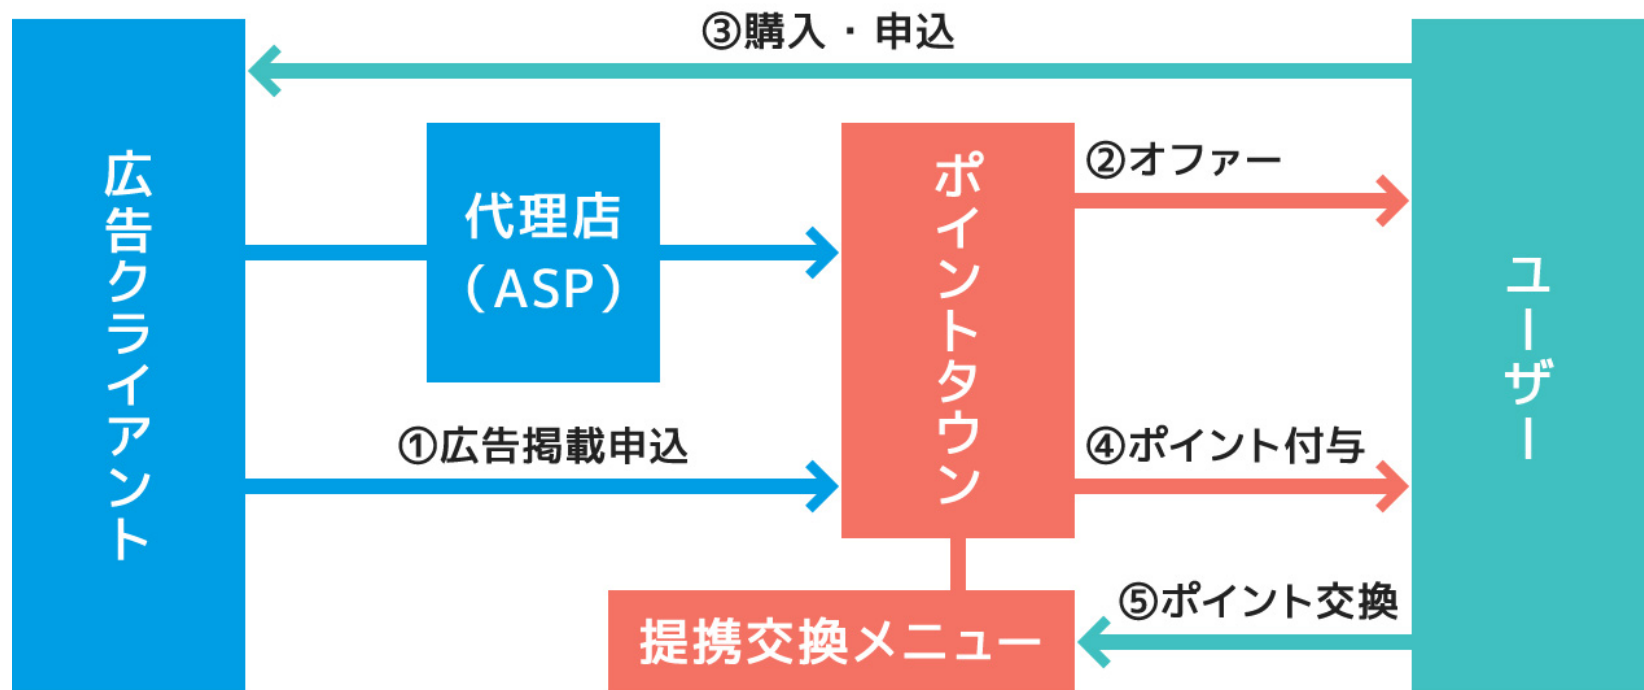 ③購入・申込
広告クライアント
代理店
（ASP）
ポイントタウン
②オファー
ユーザー
①広告掲載申込
④ポイント付与
⑤ポイント交換
提携交換メニュー